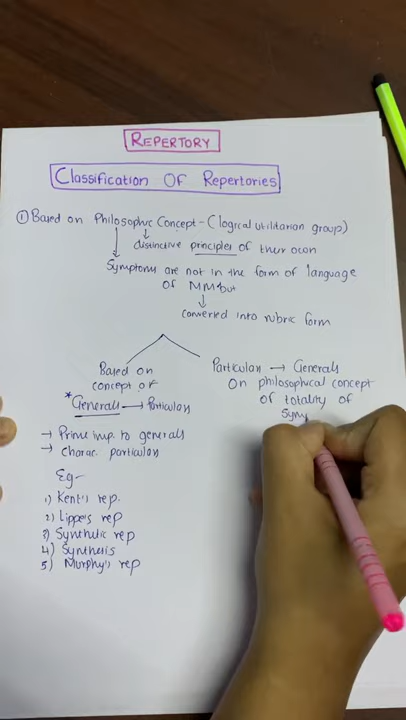 REPERTORY
Classification Of Repertories
① Based on Philosophic Concept - (logical utilitarian group)
↓ distinctive principles of their own
Symptoms are not in the form of language
of MM but
↓
converted into rubric form
Based on
concept of
*Generals → Particulars
→ Prime imp. to generals
→ Charac. particulars
Eg -
1) Kent's rep.
2) Lippe's rep
3) Synthetic rep
4) Synthesis
5) Murphy's rep
Particulars → Generals
On philosophical concept
of totality of
Sym